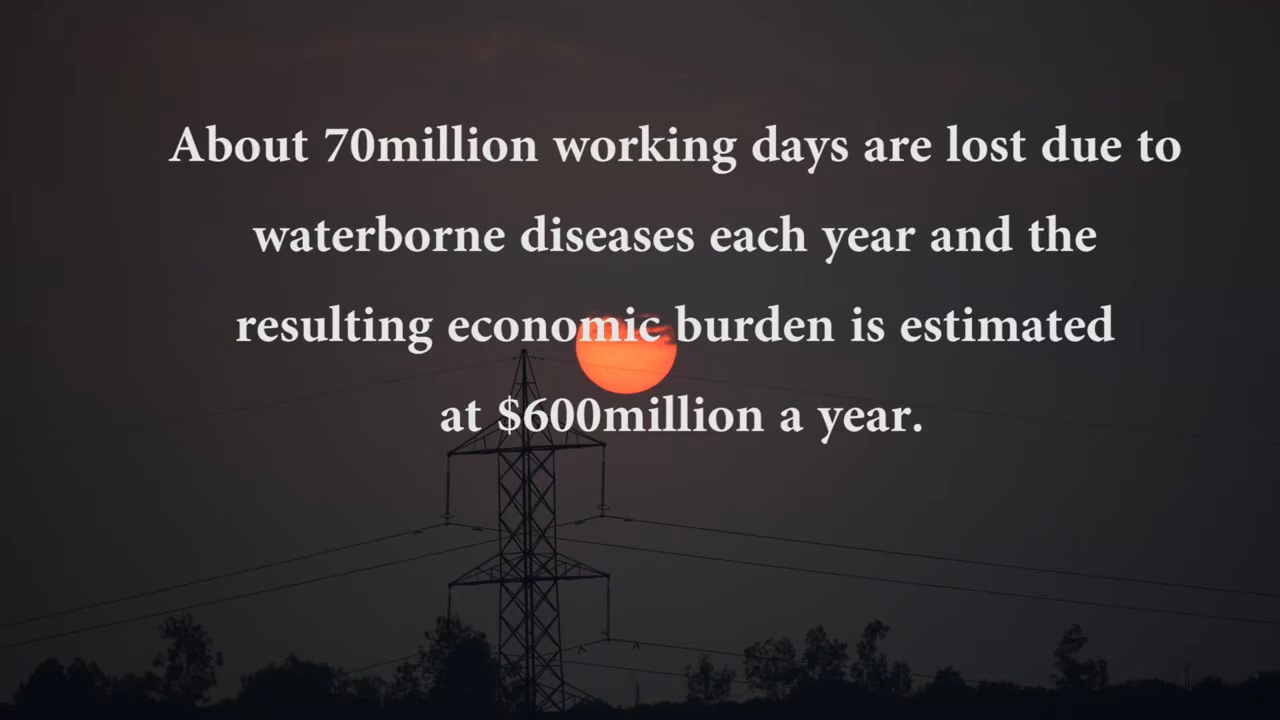 About 70million working days are lost due to
waterborne diseases each year and the
resulting economic burden is estimated
at $600million a year.